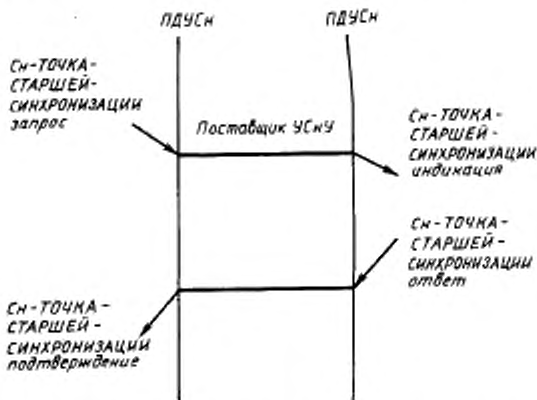 ПДУСн
ПДУСн
Сн-ТОЧКА-
СТАРШЕЙ-
СИНХРОНИЗАЦИИ
запрос
Поставщик УСнУ
Сн-ТОЧКА-
СТАРШЕЙ-
СИНХРОНИЗАЦИИ
индикация
Сн-ТОЧКА-
СТАРШЕЙ-
СИНХРОНИЗАЦИИ
ответ
Сн-ТОЧКА-
СТАРШЕЙ-
СИНХРОНИЗАЦИИ
подтверждение